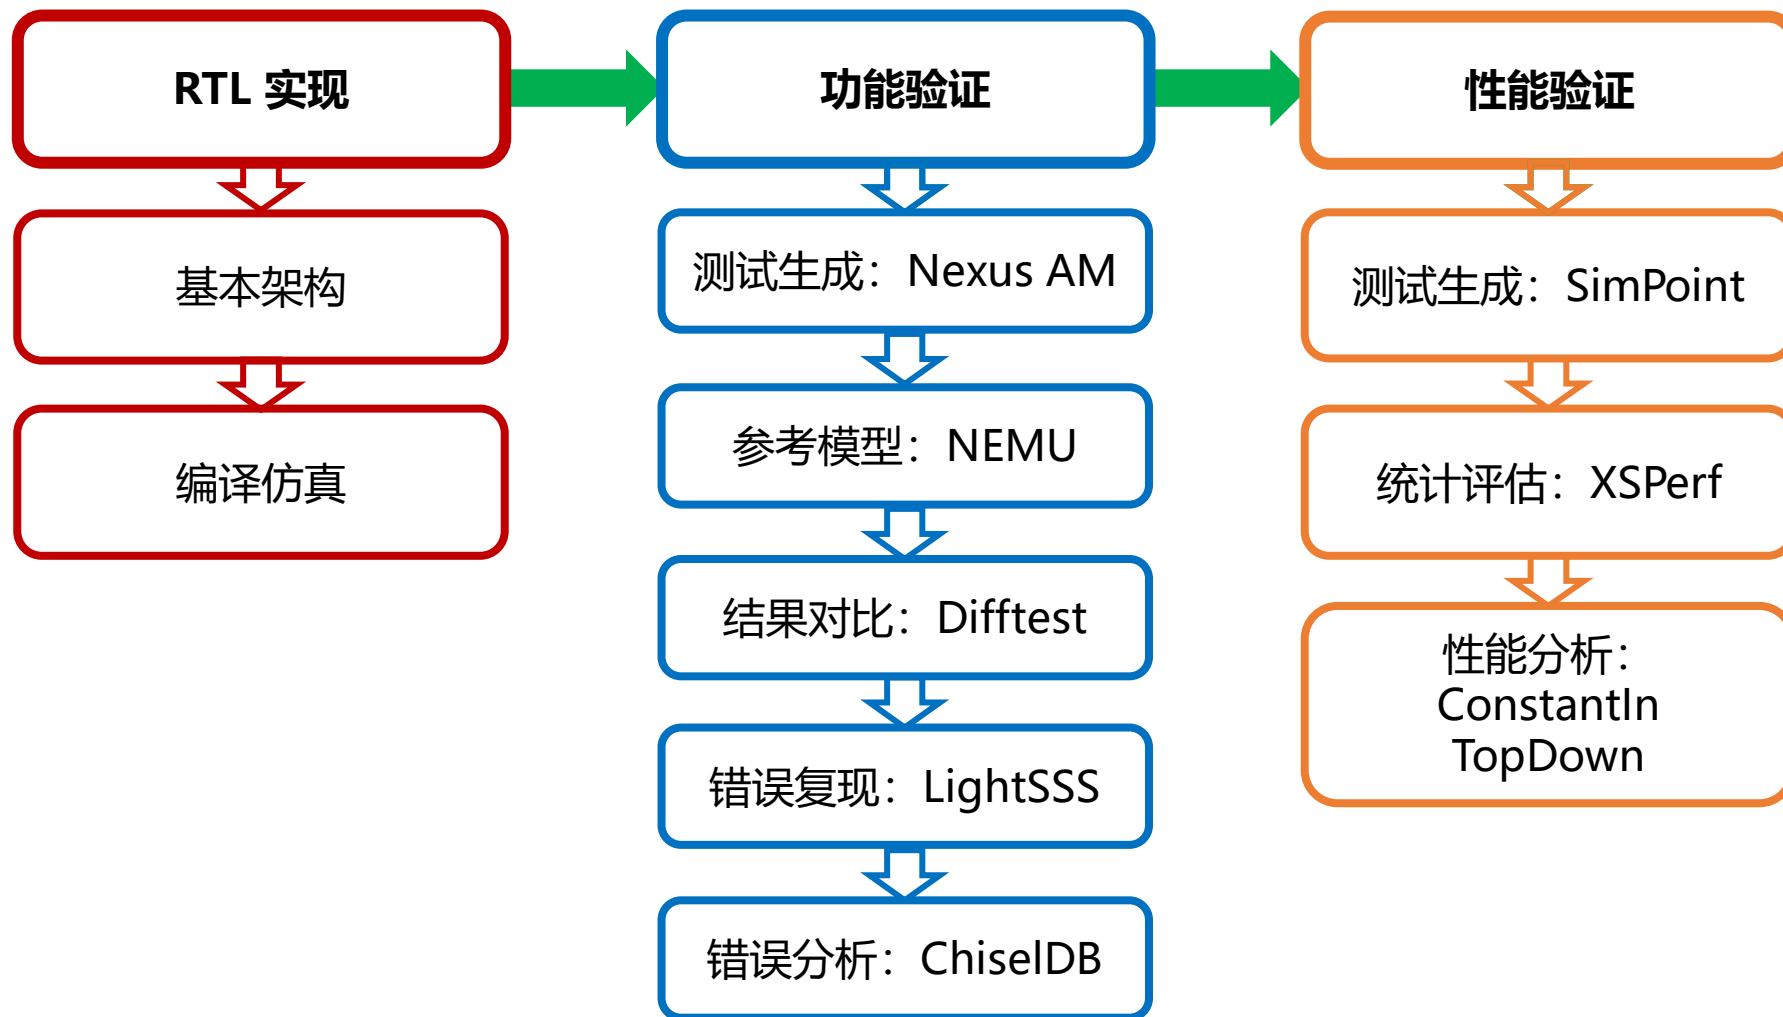 RTL 实现
基本架构
编译仿真
功能验证
测试生成：Nexus AM
参考模型：NEMU
结果对比：Difftest
错误复现：LightSSS
错误分析：ChiselDB
性能验证
测试生成：SimPoint
统计评估：XSPerf
性能分析：
ConstantIn
TopDown